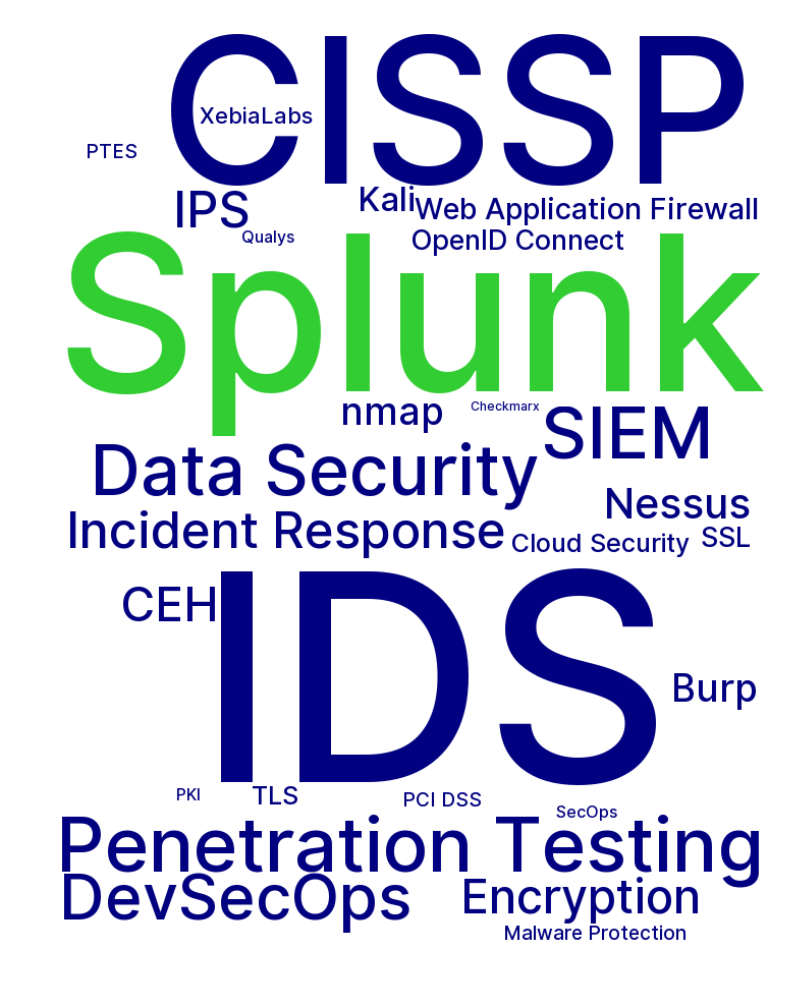 CISSP
XebiaLabs
PTES
IPS
Kali
Web Application Firewall
Qualys
OpenID Connect
Splunk
nmap
Checkmarx
SIEM
Data Security
Nessus
Incident Response
Cloud Security
SSL
CEH
IDS
Burp
PKI
TLS
PCI DSS
SecOps
Penetration Testing
DevSecOps
Encryption
Malware Protection